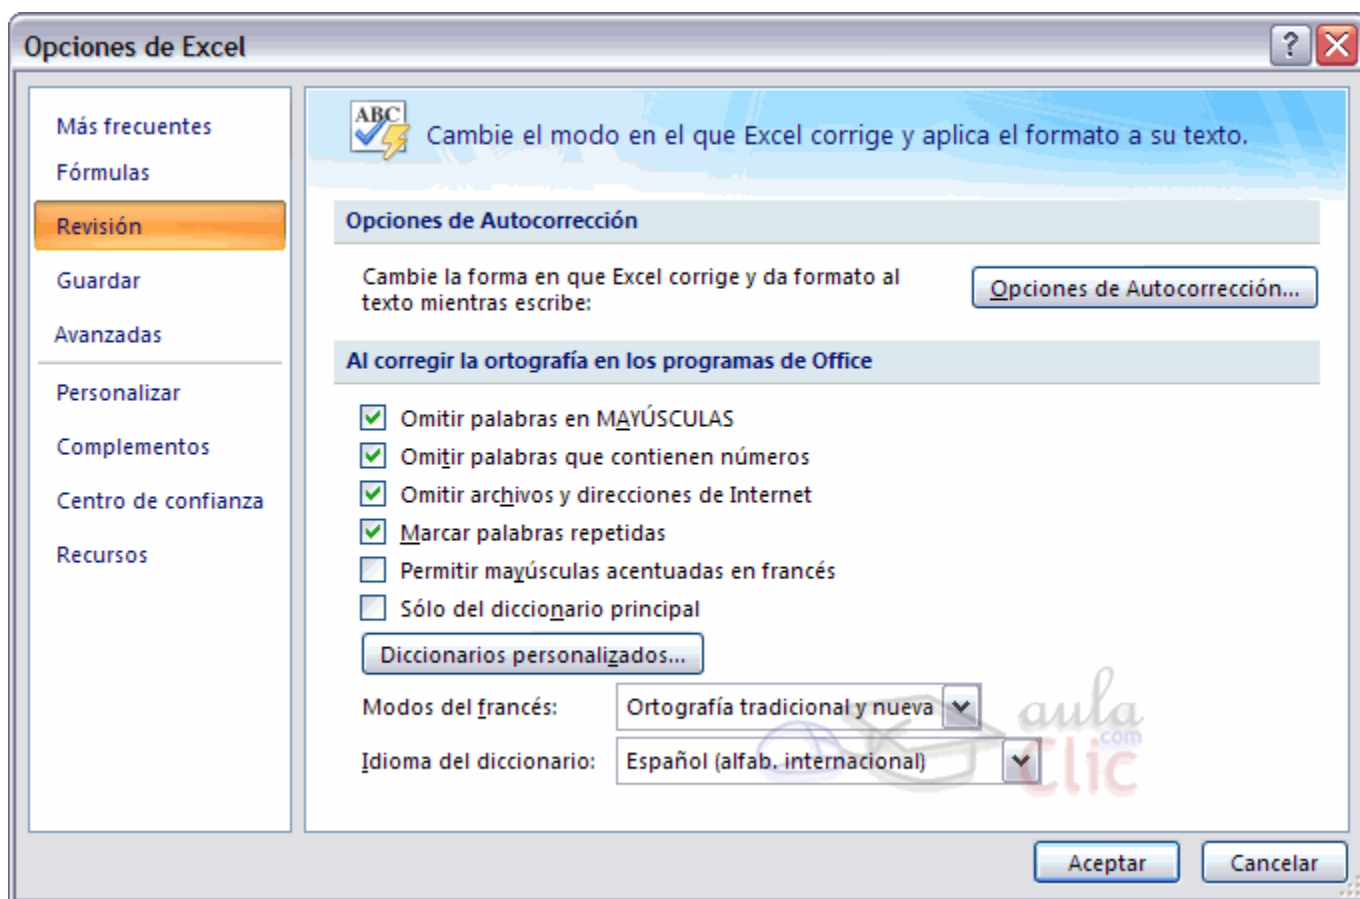 Opciones de Excel
?
Más frecuentes
Fórmulas
Revisión
Guardar
Avanzadas
Personalizar
Complementos
Centro de confianza
Recursos
ABC
Cambie el modo en el que Excel corrige y aplica el formato a su texto.
Opciones de Autocorrección
Cambie la forma en que Excel corrige y da formato al
texto mientras escribe:
Opciones de Autocorrección...
Al corregir la ortografía en los programas de Office
Omitir palabras en MAYÚSCULAS
Omitir palabras que contienen números
Omitir archivos y direcciones de Internet
Marcar palabras repetidas
Permitir mayúsculas acentuadas en francés
Sólo del diccionario principal
Diccionarios personalizados...
Modos del francés: Ortografía tradicional y nueva
Idioma del diccionario: Español (alfab. internacional)
aula
com
Clic
Aceptar Cancelar